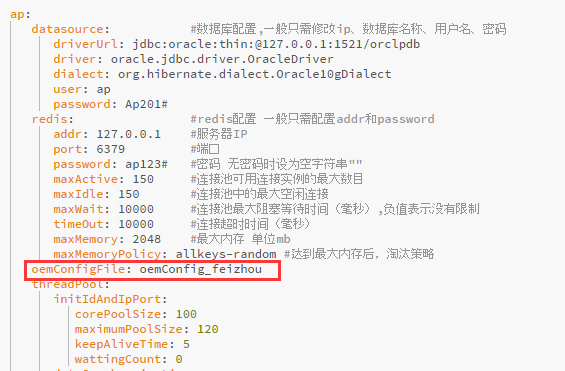 ap:
datasource: #数据库配置,一般只需修改ip、数据库名称、用户名、密码
driverUrl: jdbc:oracle:thin:@127.0.0.1:1521/orclpdb
driver: oracle.jdbc.driver.OracleDriver
dialect: org.hibernate.dialect.Oracle10gDialect
user: ap
password: Ap201#
redis: #redis配置 一般只需配置addr和password
addr: 127.0.0.1 #服务器IP
port: 6379 #端口
password: ap123# #密码 无密码时设为空字符串""
maxActive: 150 #连接池可用连接实例的最大数目
maxIdle: 150 #连接池中的最大空闲连接
maxWait: 10000 #连接池最大阻塞等待时间（毫秒）,负值表示没有限制
timeOut: 10000 #连接超时时间（毫秒）
maxMemory: 2048 #最大内存 单位mb
maxMemoryPolicy: allkeys-random #达到最大内存后，淘汰策略
oemConfigFile: oemConfig_feizhou
threadPool:
initIdAndIpPort:
corePoolSize: 100
maximumPoolSize: 120
keepAliveTime: 5
wattingCount: 0